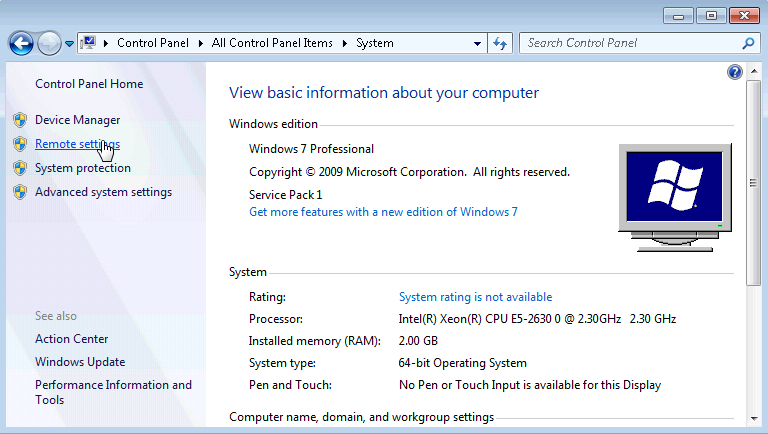 Control Panel All Control Panel Items System Search Control Panel
Control Panel Home
Device Manager
Remote settings
System protection
Advanced system settings
See also
Action Center
Windows Update
Performance Information and
Tools
View basic information about your computer
Windows edition
Windows 7 Professional
Copyright © 2009 Microsoft Corporation. All rights reserved.
Service Pack 1
Get more features with a new edition of Windows 7
System
Rating: System rating is not available
Processor: Intel(R) Xeon(R) CPU E5-2630 0 @ 2.30GHz 2.30 GHz
Installed memory (RAM): 2.00 GB
System type: 64-bit Operating System
Pen and Touch: No Pen or Touch Input is available for this Display
Computer name, domain, and workgroup settings